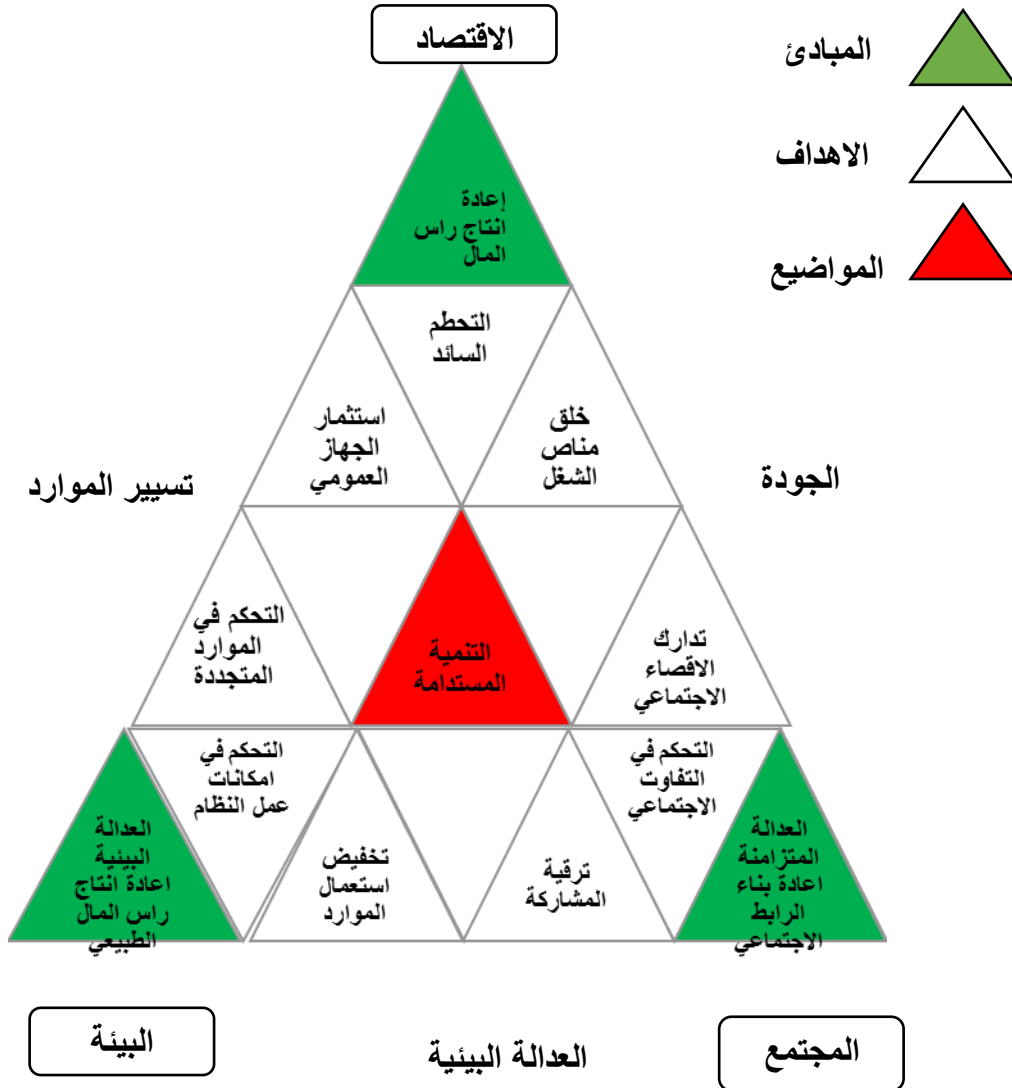 الاقتصاد
المبادئ
الاهداف
المواضيع
إعادة
انتاج راس
المال
التحطم
السائد
استثمار
الجهاز
العمومي
خلق
مناص
الشغل
تسيير الموارد
الجودة
التحكم في
الموارد
المتجددة
التنمية
المستدامة
تدارك
الاقصاء
الاجتماعي
التحكم في
امكانات
عمل النظام
التحكم في
التفاوت
الاجتماعي
العدالة
البيئية
اعادة انتاج
راس المال
الطبيعي
تخفيض
استعمال
الموارد
ترقية
المشاركة
العدالة
المتزامنة
اعادة بناء
الرابط
الاجتماعي
البيئة
العدالة البيئية
المجتمع